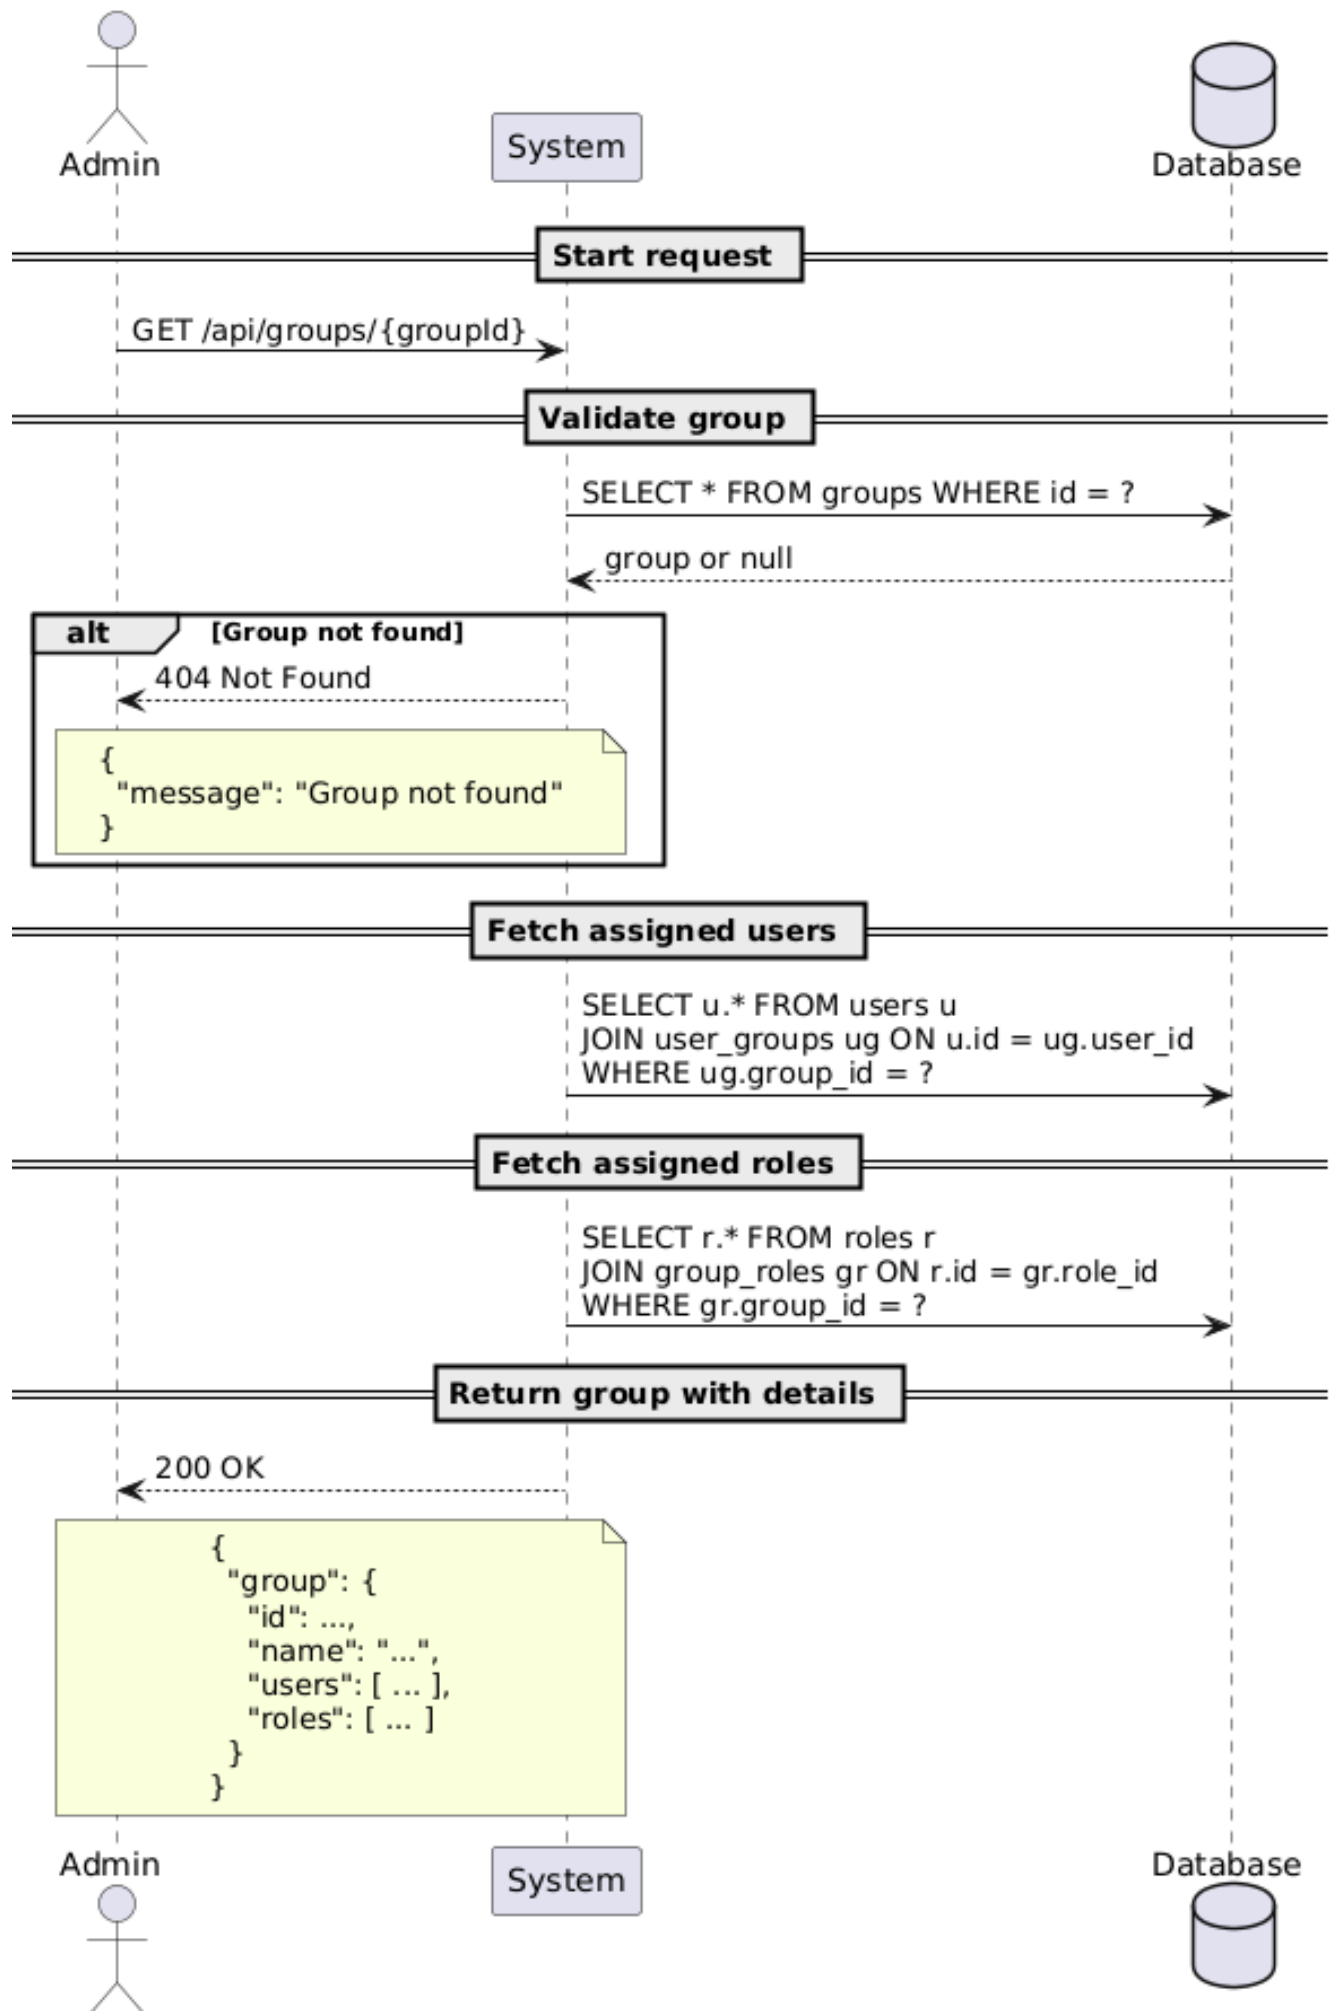 Admin
System
Database
Start request
GET /api/groups/{groupId}
Validate group
SELECT * FROM groups WHERE id = ?
group or null
alt [Group not found]
404 Not Found
{
"message": "Group not found"
}
Fetch assigned users
SELECT u.* FROM users u
JOIN user_groups ug ON u.id = ug.user_id
WHERE ug.group_id = ?
Fetch assigned roles
SELECT r.* FROM roles r
JOIN group_roles gr ON r.id = gr.role_id
WHERE gr.group_id = ?
Return group with details
200 OK
{
"group": {
"id": ...,
"name": "...",
"users": [ ... ],
"roles": [ ... ]
}
}
Admin
System
Database